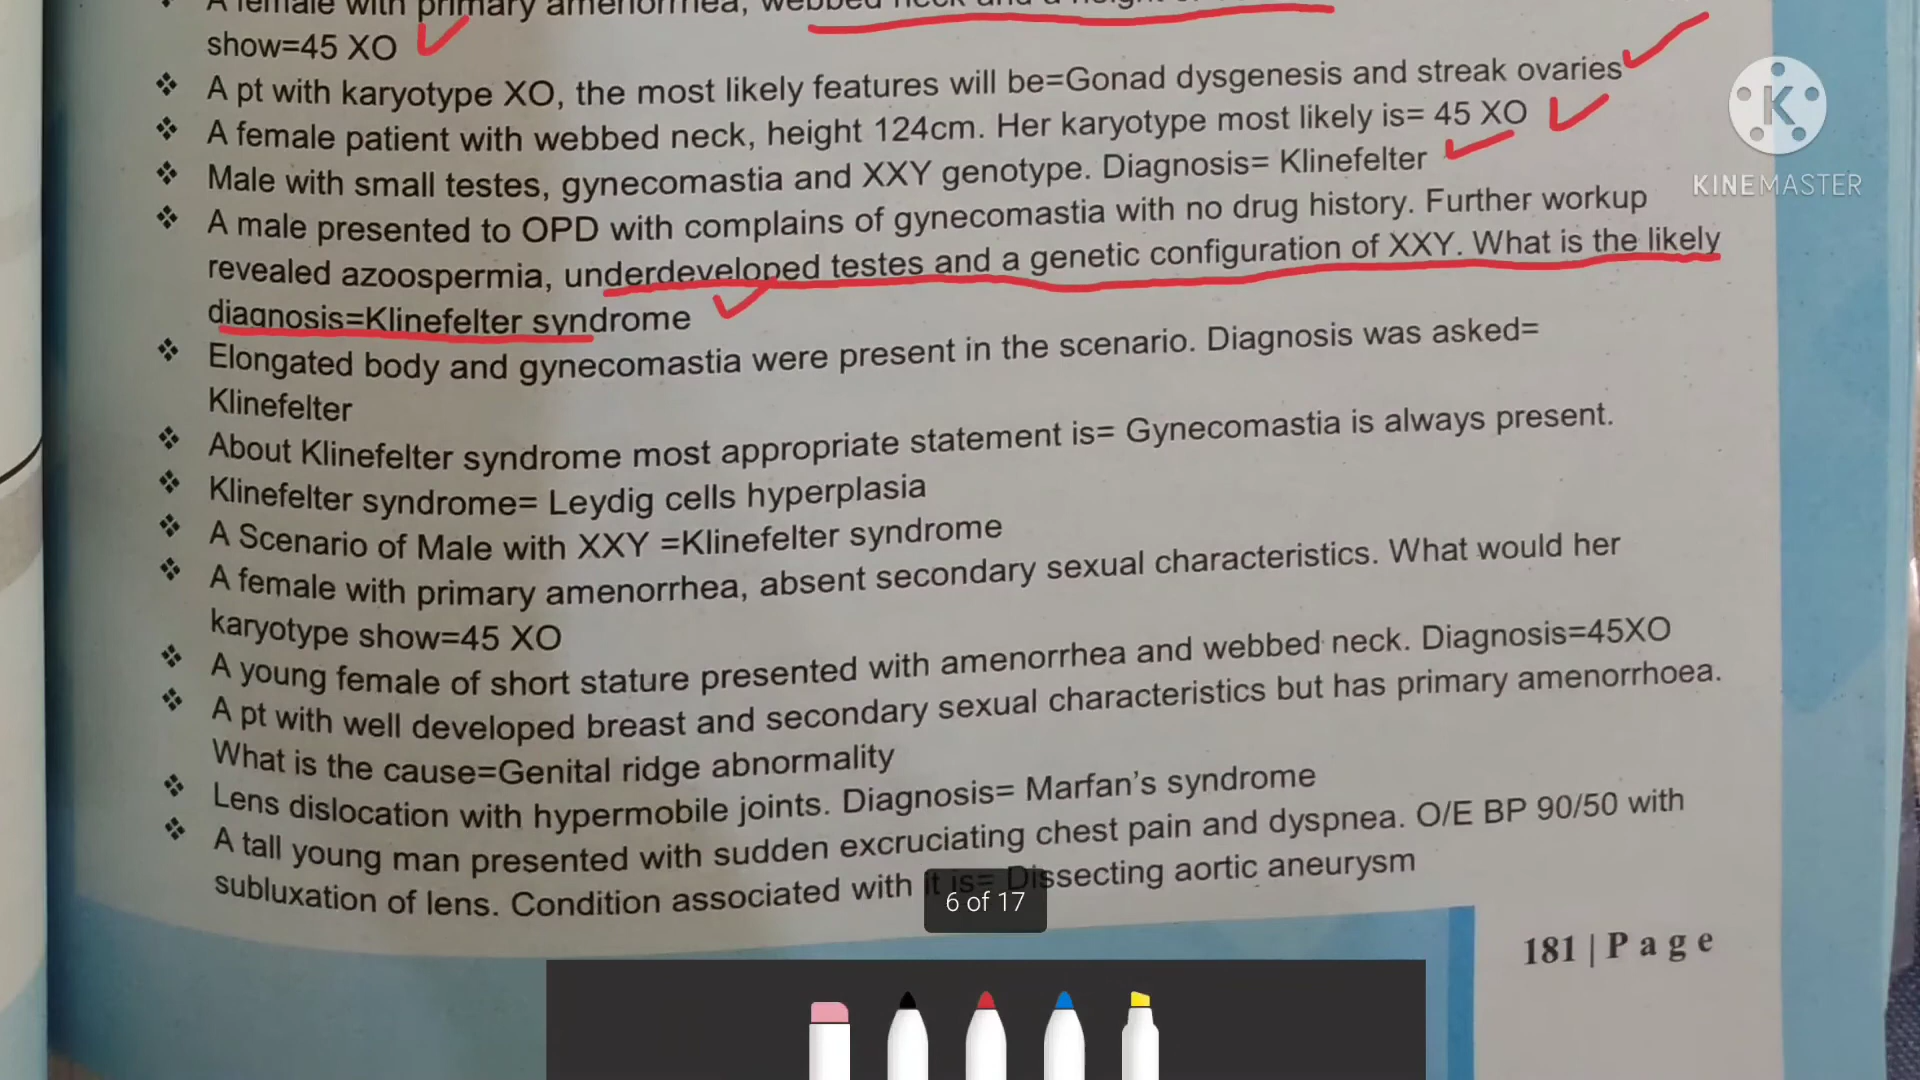 A female with primary amenorrhea, webbed neck and a height of
show=45 XO
A pt with karyotype XO, the most likely features will be=Gonad dysgenesis and streak ovaries
A female patient with webbed neck, height 124cm. Her karyotype most likely is= 45 XO
Male with small testes, gynecomastia and XXY genotype. Diagnosis= Klinefelter
A male presented to OPD with complains of gynecomastia with no drug history. Further workup
revealed azoospermia, underdeveloped testes and a genetic configuration of XXY. What is the likely
diagnosis=Klinefelter syndrome
Elongated body and gynecomastia were present in the scenario. Diagnosis was asked=
Klinefelter
About Klinefelter syndrome most appropriate statement is= Gynecomastia is always present.
Klinefelter syndrome= Leydig cells hyperplasia
A Scenario of Male with XXY =Klinefelter syndrome
A female with primary amenorrhea, absent secondary sexual characteristics. What would her
karyotype show=45 XO
A young female of short stature presented with amenorrhea and webbed neck. Diagnosis=45XO
A pt with well developed breast and secondary sexual characteristics but has primary amenorrhoea.
What is the cause=Genital ridge abnormality
Lens dislocation with hypermobile joints. Diagnosis= Marfan's syndrome
A tall young man presented with sudden excruciating chest pain and dyspnea. O/E BP 90/50 with
subluxation of lens. Condition associated with it is= Dissecting aortic aneurysm
6 of 17
181 | P a g e
K
KINEMASTER